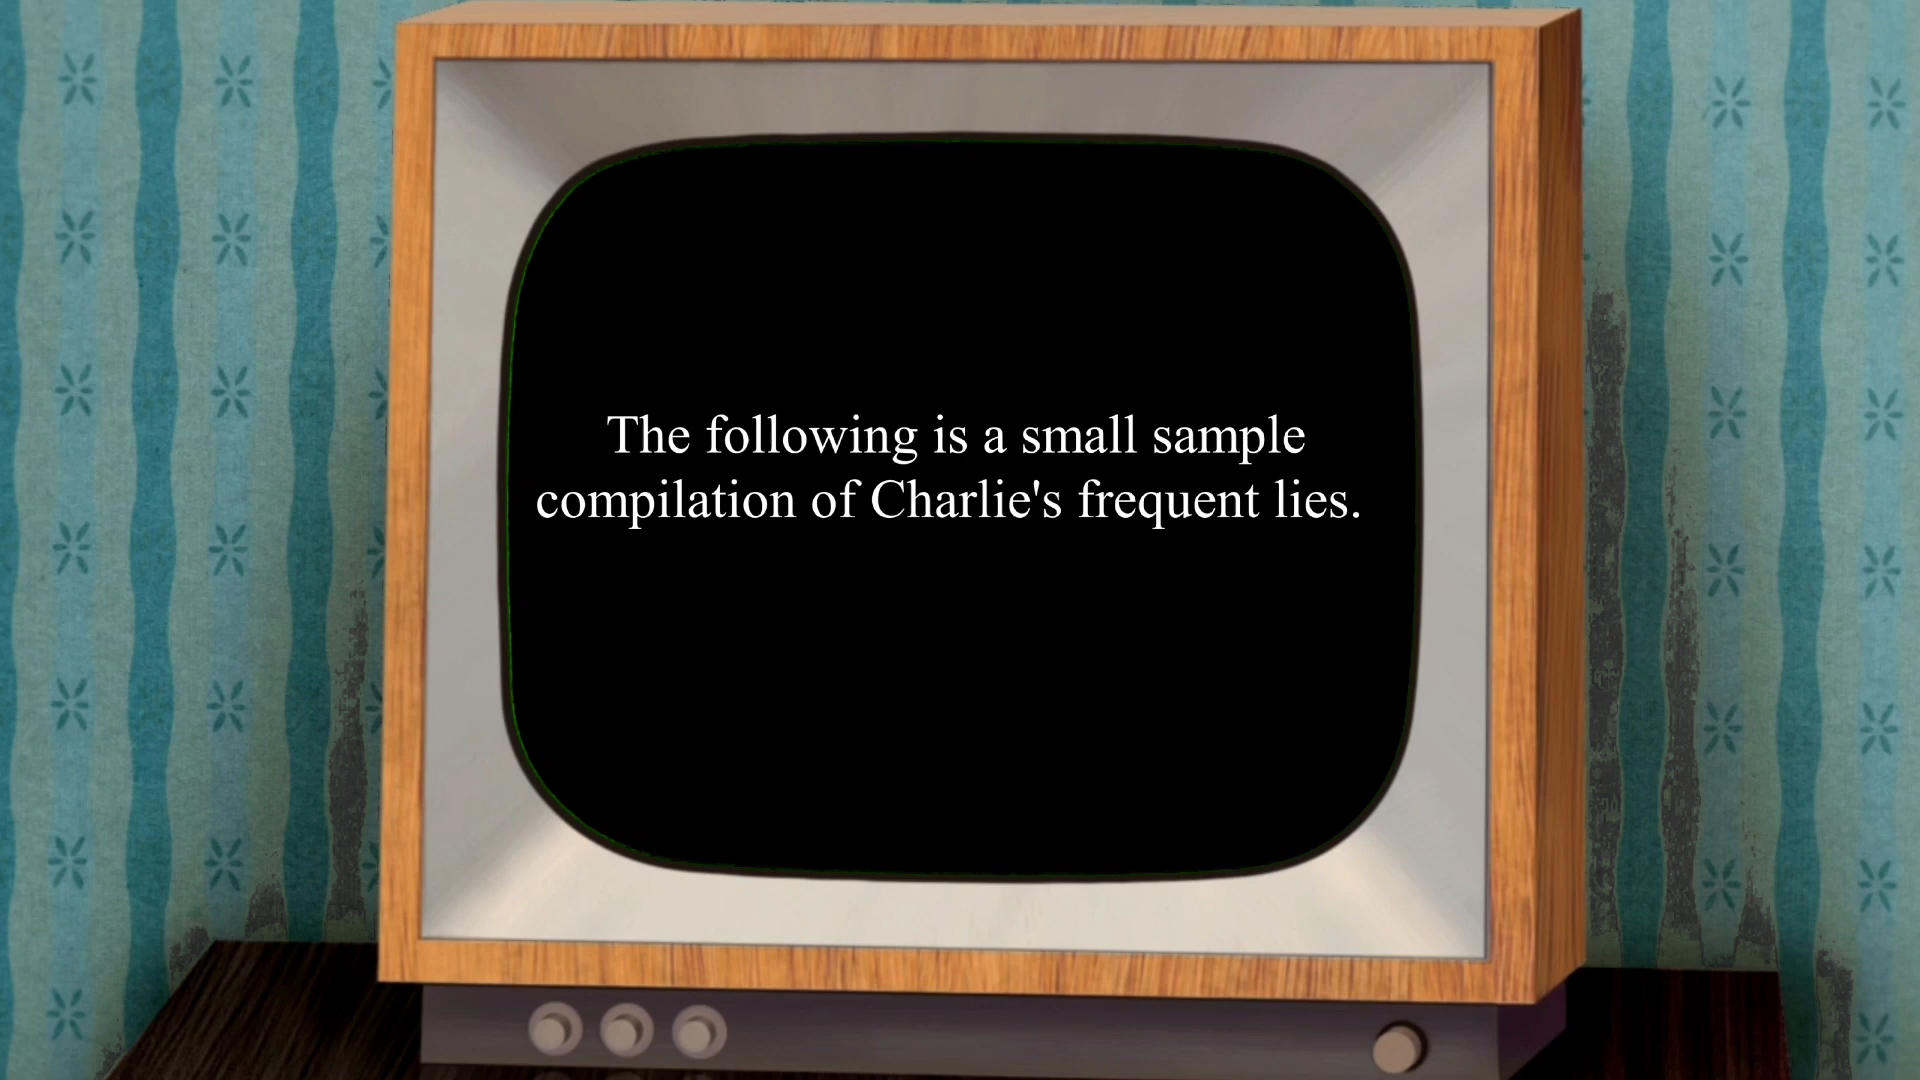 The following is a small sample
compilation of Charlie's frequent lies.